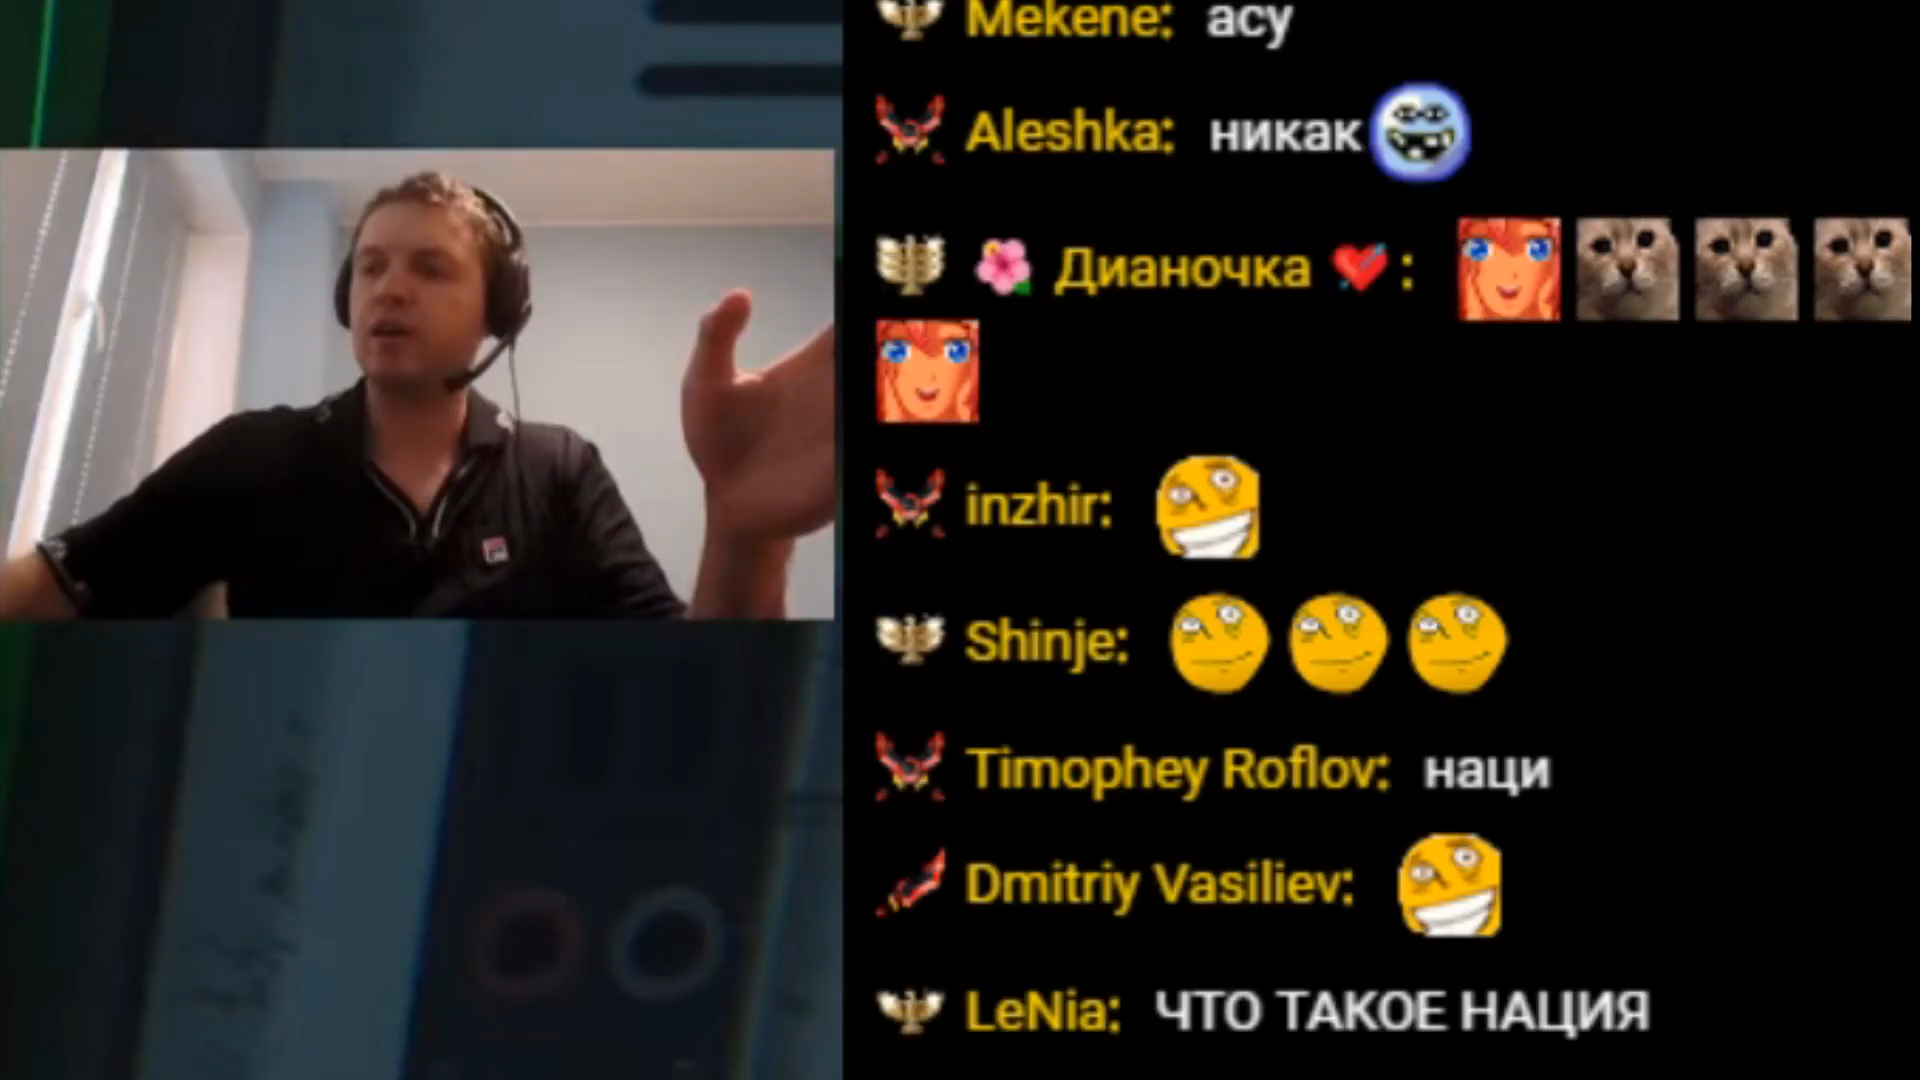 Mekene: асу
Aleshka: никак
Дианочка :
inzhir:
Shinje:
Timophey Roflov: наци
Dmitriy Vasiliev:
LeNia: ЧТО ТАКОЕ НАЦИЯ